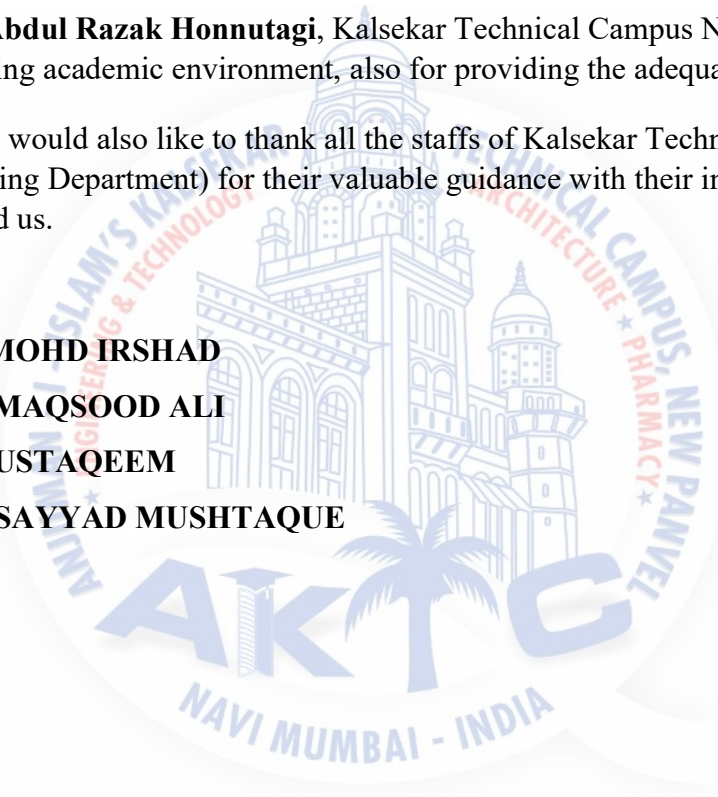 Abdul Razak Honnutagi, Kalsekar Technical Campus N
ing academic environment, also for providing the adequa
would also like to thank all the staffs of Kalsekar Techn
ing Department) for their valuable guidance with their in
d us.
MOHD IRSHAD
MAQSOOD ALI
USTAQEEM
SAYYAD MUSHTAQUE
ANJUMAN-I-ISLAM'S KALSEKAR TECHNICAL CAMPUS, NEW PANVEL
ENGINEERING & TECHNOLOGY
ARCHITECTURE ★ PHARMACY ★
AKTC
NAVI MUMBAI - INDIA